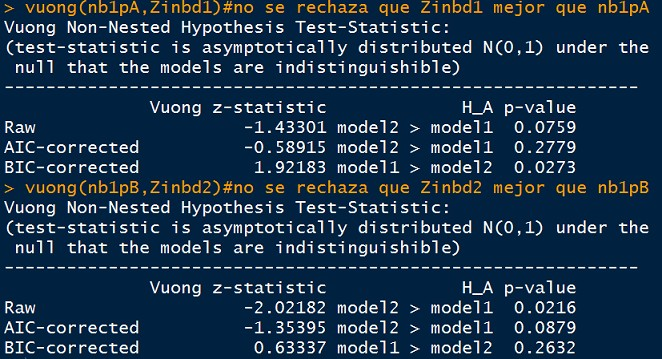 > vuong(nb1pA,Zinbd1)#no se rechaza que Zinbd1 mejor que nb1pA
Vuong Non-Nested Hypothesis Test-Statistic:
(test-statistic is asymptotically distributed N(0,1) under the
 null that the models are indistinguishible)
-------------------------------------------------------------
              Vuong z-statistic             H_A p-value
Raw                    -1.43301 model2 > model1  0.0759
AIC-corrected          -0.58915 model2 > model1  0.2779
BIC-corrected           1.92183 model1 > model2  0.0273
> vuong(nb1pB,Zinbd2)#no se rechaza que Zinbd2 mejor que nb1pB
Vuong Non-Nested Hypothesis Test-Statistic:
(test-statistic is asymptotically distributed N(0,1) under the
 null that the models are indistinguishible)
-------------------------------------------------------------
              Vuong z-statistic             H_A p-value
Raw                    -2.02182 model2 > model1  0.0216
AIC-corrected          -1.35395 model2 > model1  0.0879
BIC-corrected           0.63337 model1 > model2  0.2632